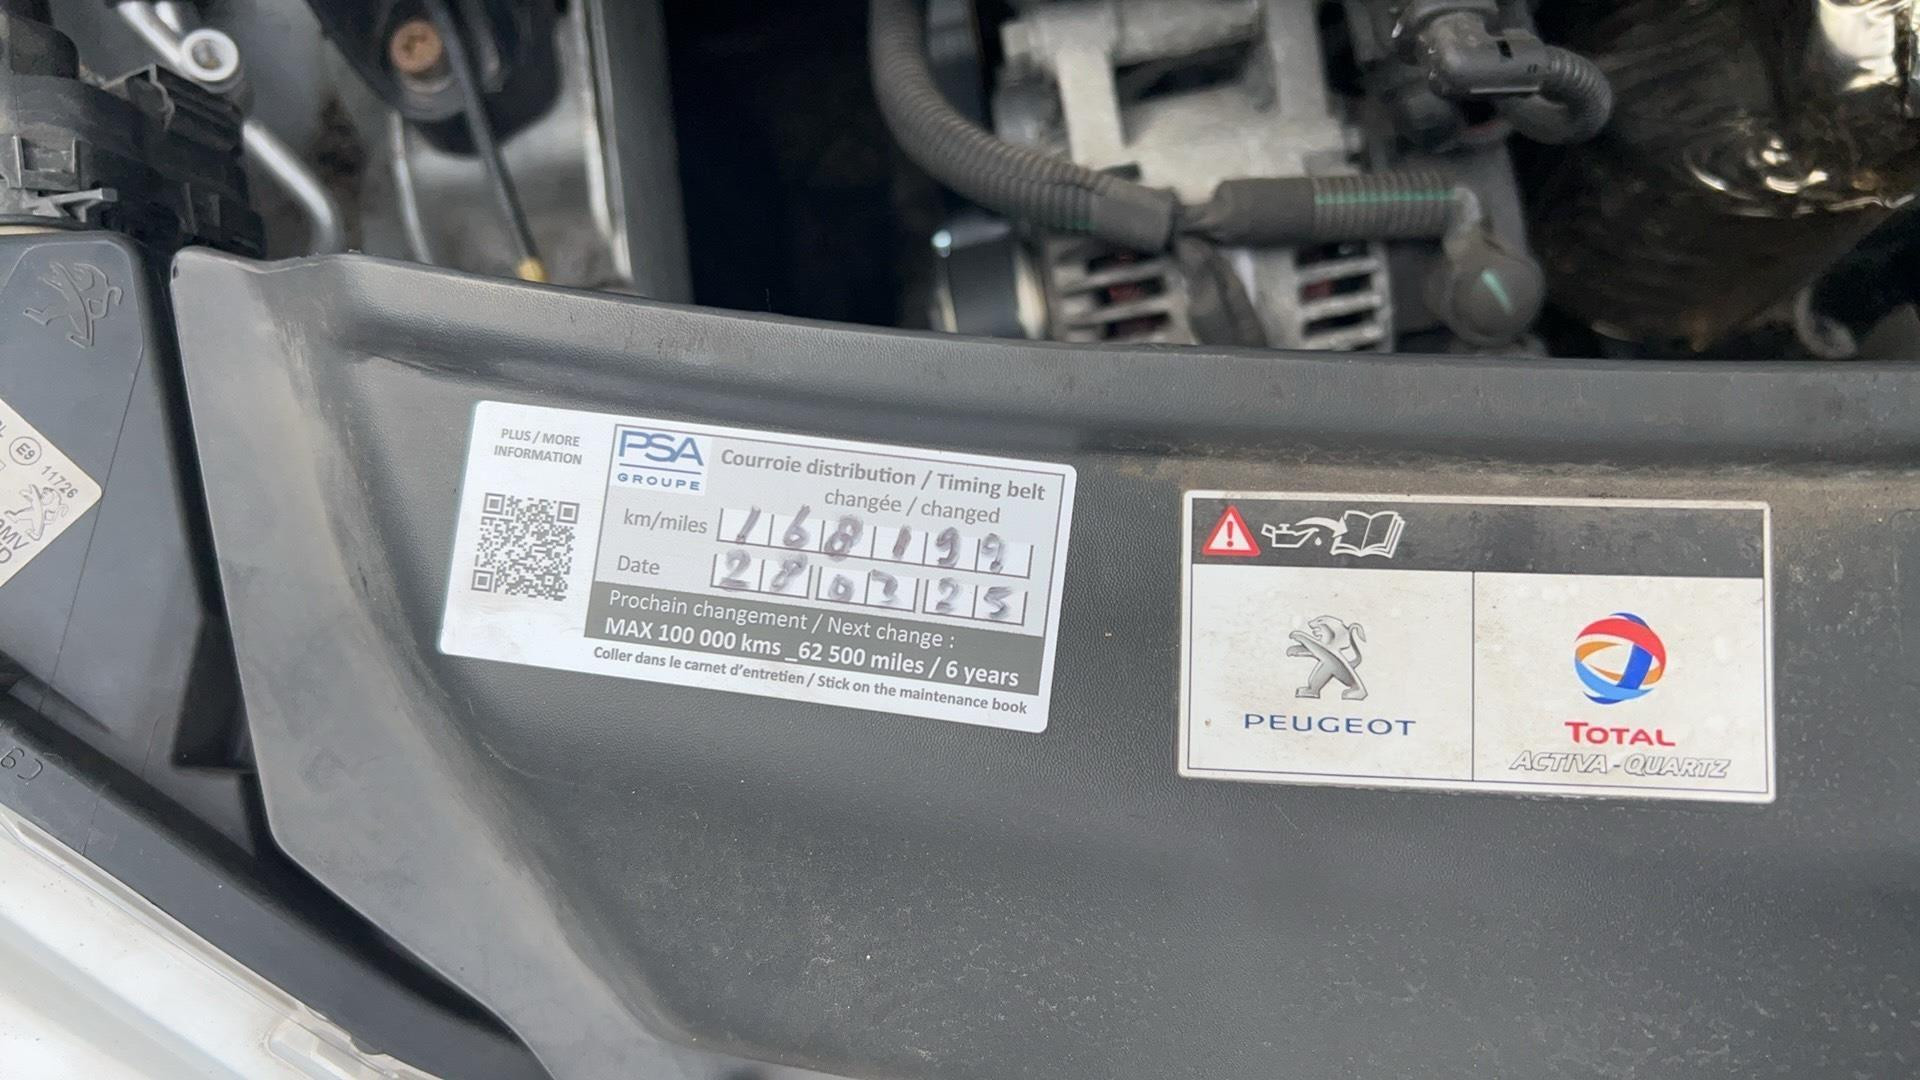 PLUS / MORE
INFORMATION
PSA
GROUPE
Courroie distribution / Timing belt
changée / changed
km/miles 168199
Date 28 02 25
Prochain changement / Next change :
MAX 100 000 kms _62 500 miles / 6 years
Coller dans le carnet d'entretien / Stick on the maintenance book
PEUGEOT
TOTAL
ACTIVA - QUARTZ
E9
11726